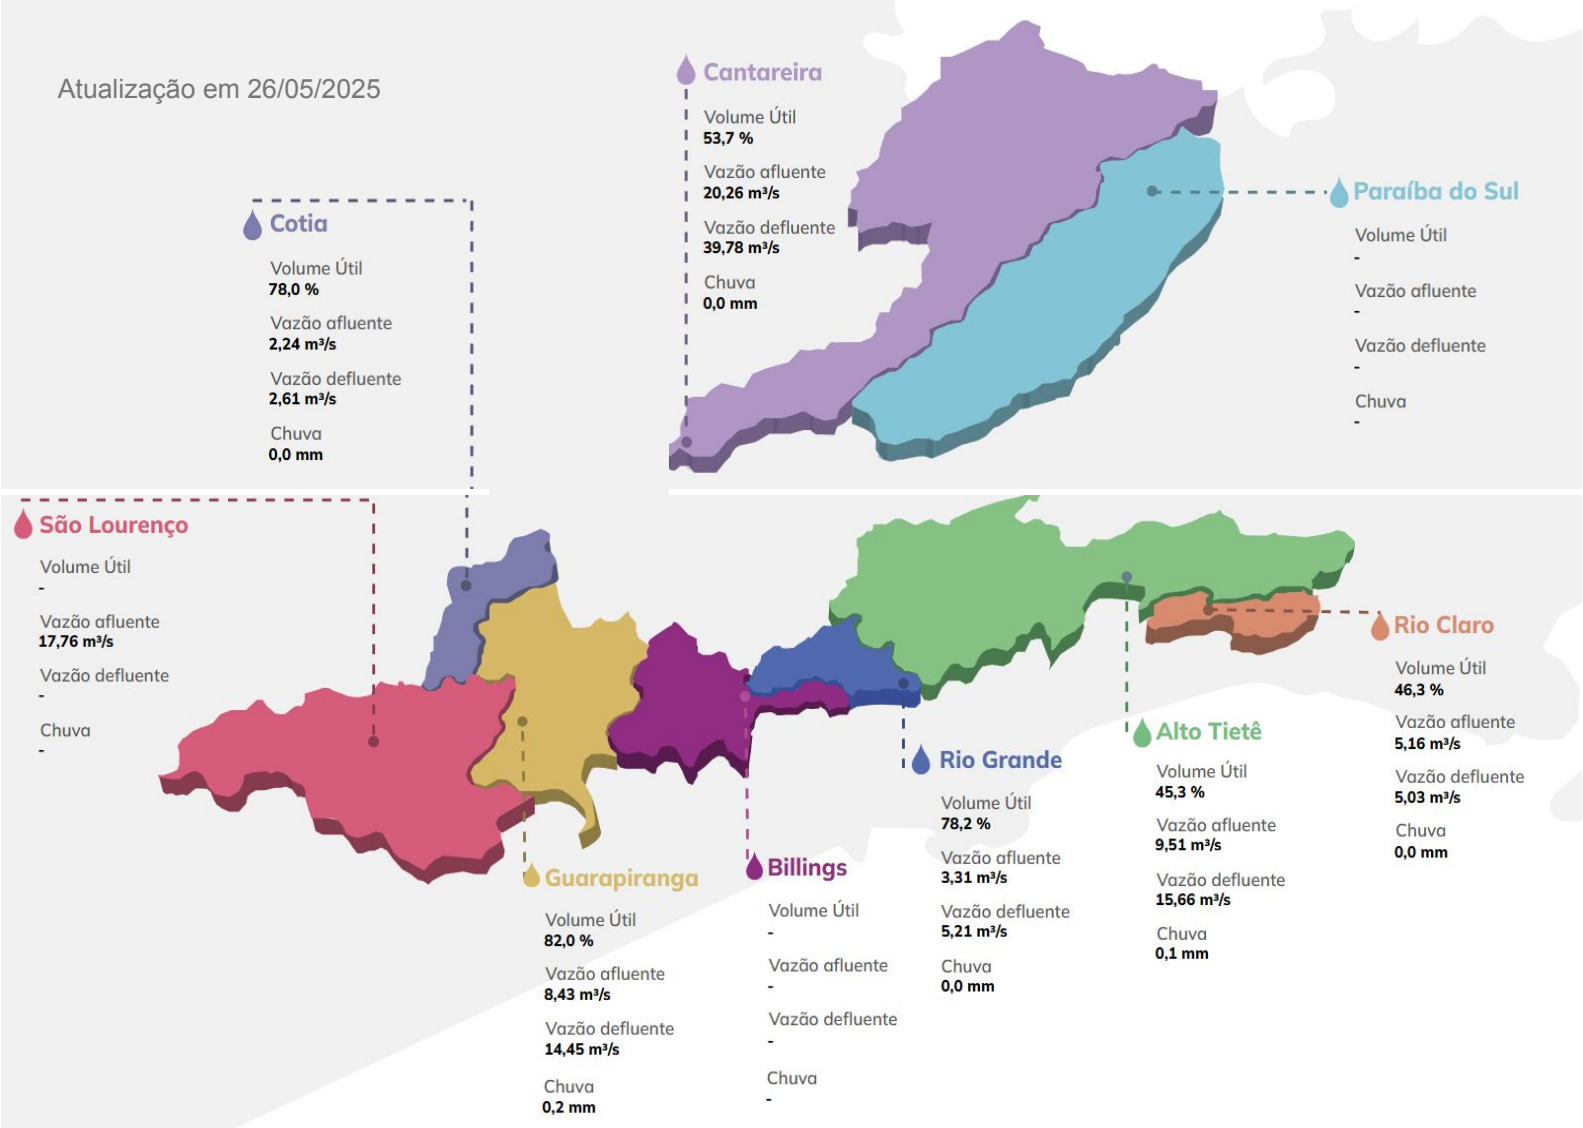 Atualização em 26/05/2025
Cantareira
Volume Útil
53,7 %
Vazão afluente
20,26 m³/s
Vazão defluente
39,78 m³/s
Chuva
0,0 mm
Paraíba do Sul
Volume Útil
-
Vazão afluente
-
Vazão defluente
-
Chuva
-
Cotia
Volume Útil
78,0 %
Vazão afluente
2,24 m³/s
Vazão defluente
2,61 m³/s
Chuva
0,0 mm
São Lourenço
Volume Útil
-
Vazão afluente
17,76 m³/s
Vazão defluente
-
Chuva
-
Guarapiranga
Volume Útil
82,0 %
Vazão afluente
8,43 m³/s
Vazão defluente
14,45 m³/s
Chuva
0,2 mm
Billings
Volume Útil
-
Vazão afluente
-
Vazão defluente
-
Chuva
-
Rio Grande
Volume Útil
78,2 %
Vazão afluente
3,31 m³/s
Vazão defluente
5,21 m³/s
Chuva
0,0 mm
Alto Tietê
Volume Útil
45,3 %
Vazão afluente
9,51 m³/s
Vazão defluente
15,66 m³/s
Chuva
0,1 mm
Rio Claro
Volume Útil
46,3 %
Vazão afluente
5,16 m³/s
Vazão defluente
5,03 m³/s
Chuva
0,0 mm